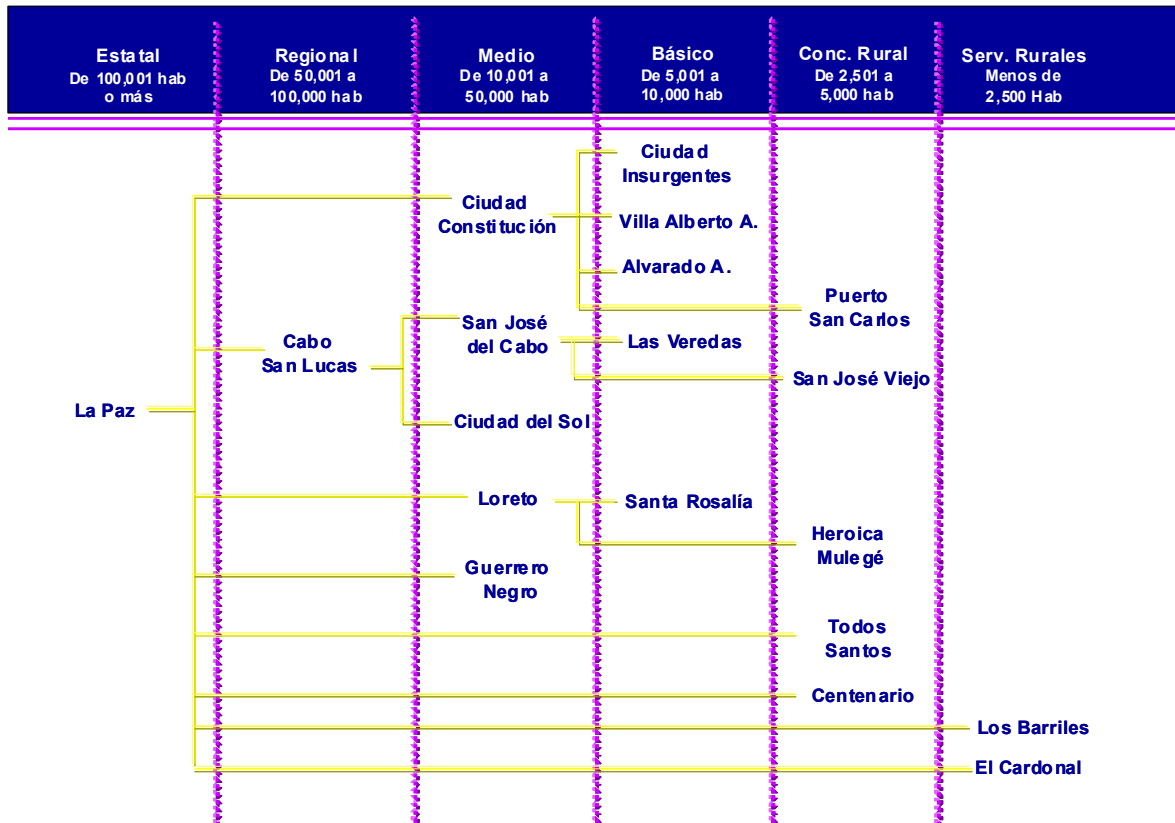 Estatal
De 100,001 hab
o más
Regional
De 50,001 a
100,000 hab
Medio
De 10,001 a
50,000 hab
Básico
De 5,001 a
10,000 hab
Conc. Rural
De 2,501 a
5,000 hab
Serv. Rurales
Menos de
2,500 Hab
Ciudad
Insurgentes
Ciudad
Constitución
Villa Alberto A.
Alvarado A.
Puerto
San Carlos
San José
del Cabo
Cabo
San Lucas
Las Veredas
San José Viejo
La Paz
Ciudad del Sol
Loreto
Santa Rosalía
Heroica
Mulegé
Guerrero
Negro
Todos
Santos
Centenario
Los Barriles
El Cardonal